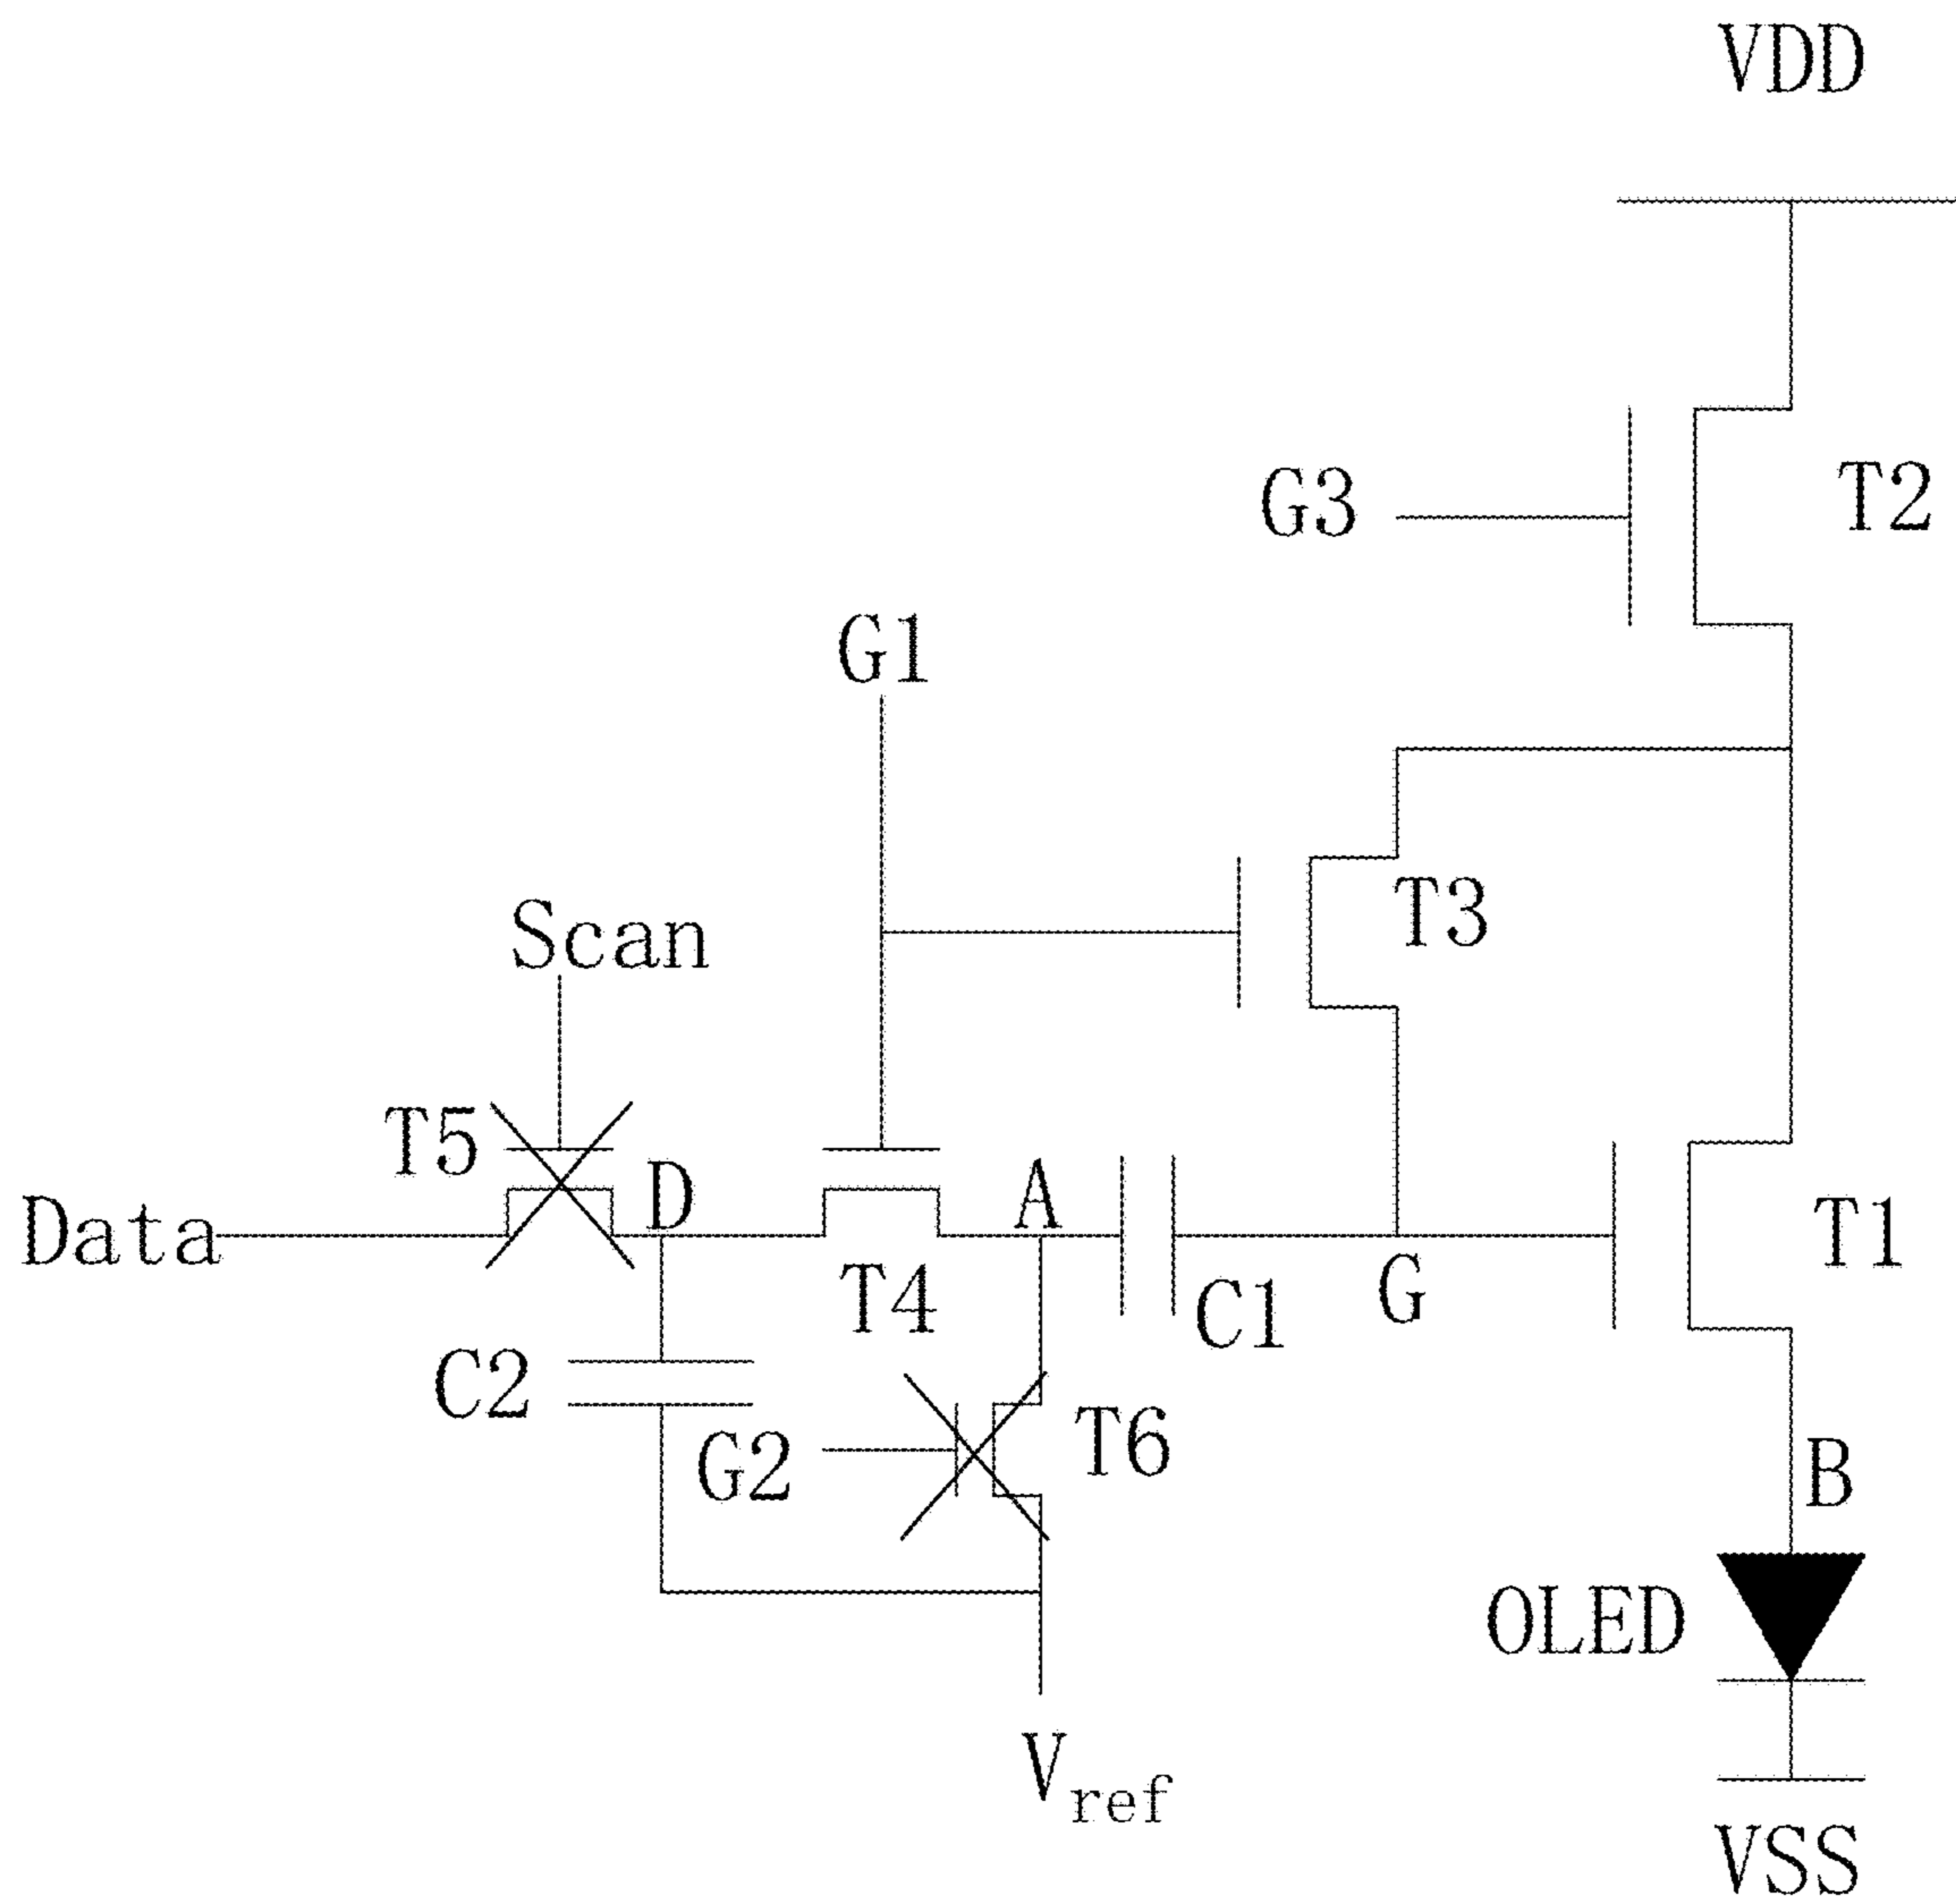 VDD
G3
T2
G1
T3
Scan
T5
D
A
Data
T4
C1
G
T1
C2
G2
T6
B
OLED
Vref
VSS